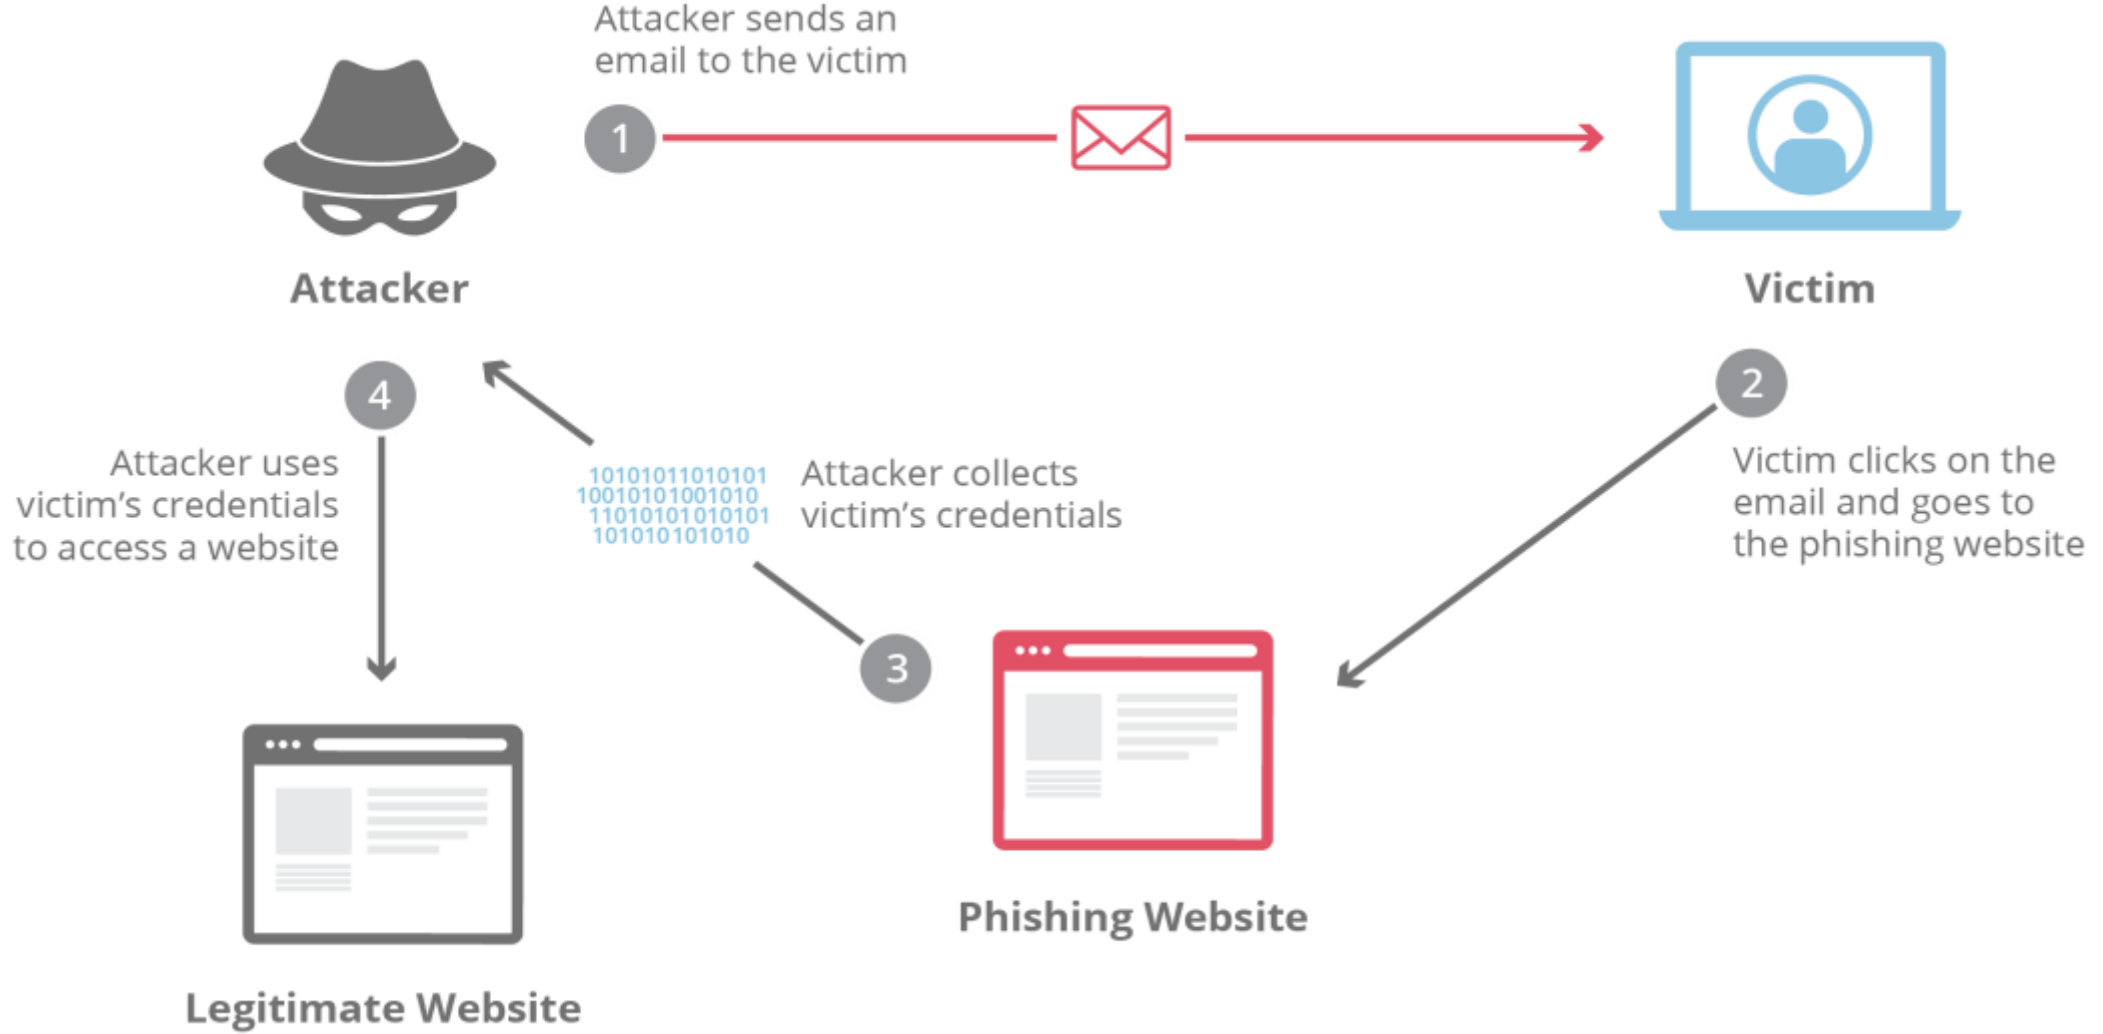 Attacker sends an
email to the victim
1
Attacker
Victim
2
Victim clicks on the
email and goes to
the phishing website
4
Attacker uses
victim's credentials
to access a website
10101011010101
10010101001010
11010101010101
101010101010
Attacker collects
victim's credentials
3
Phishing Website
Legitimate Website